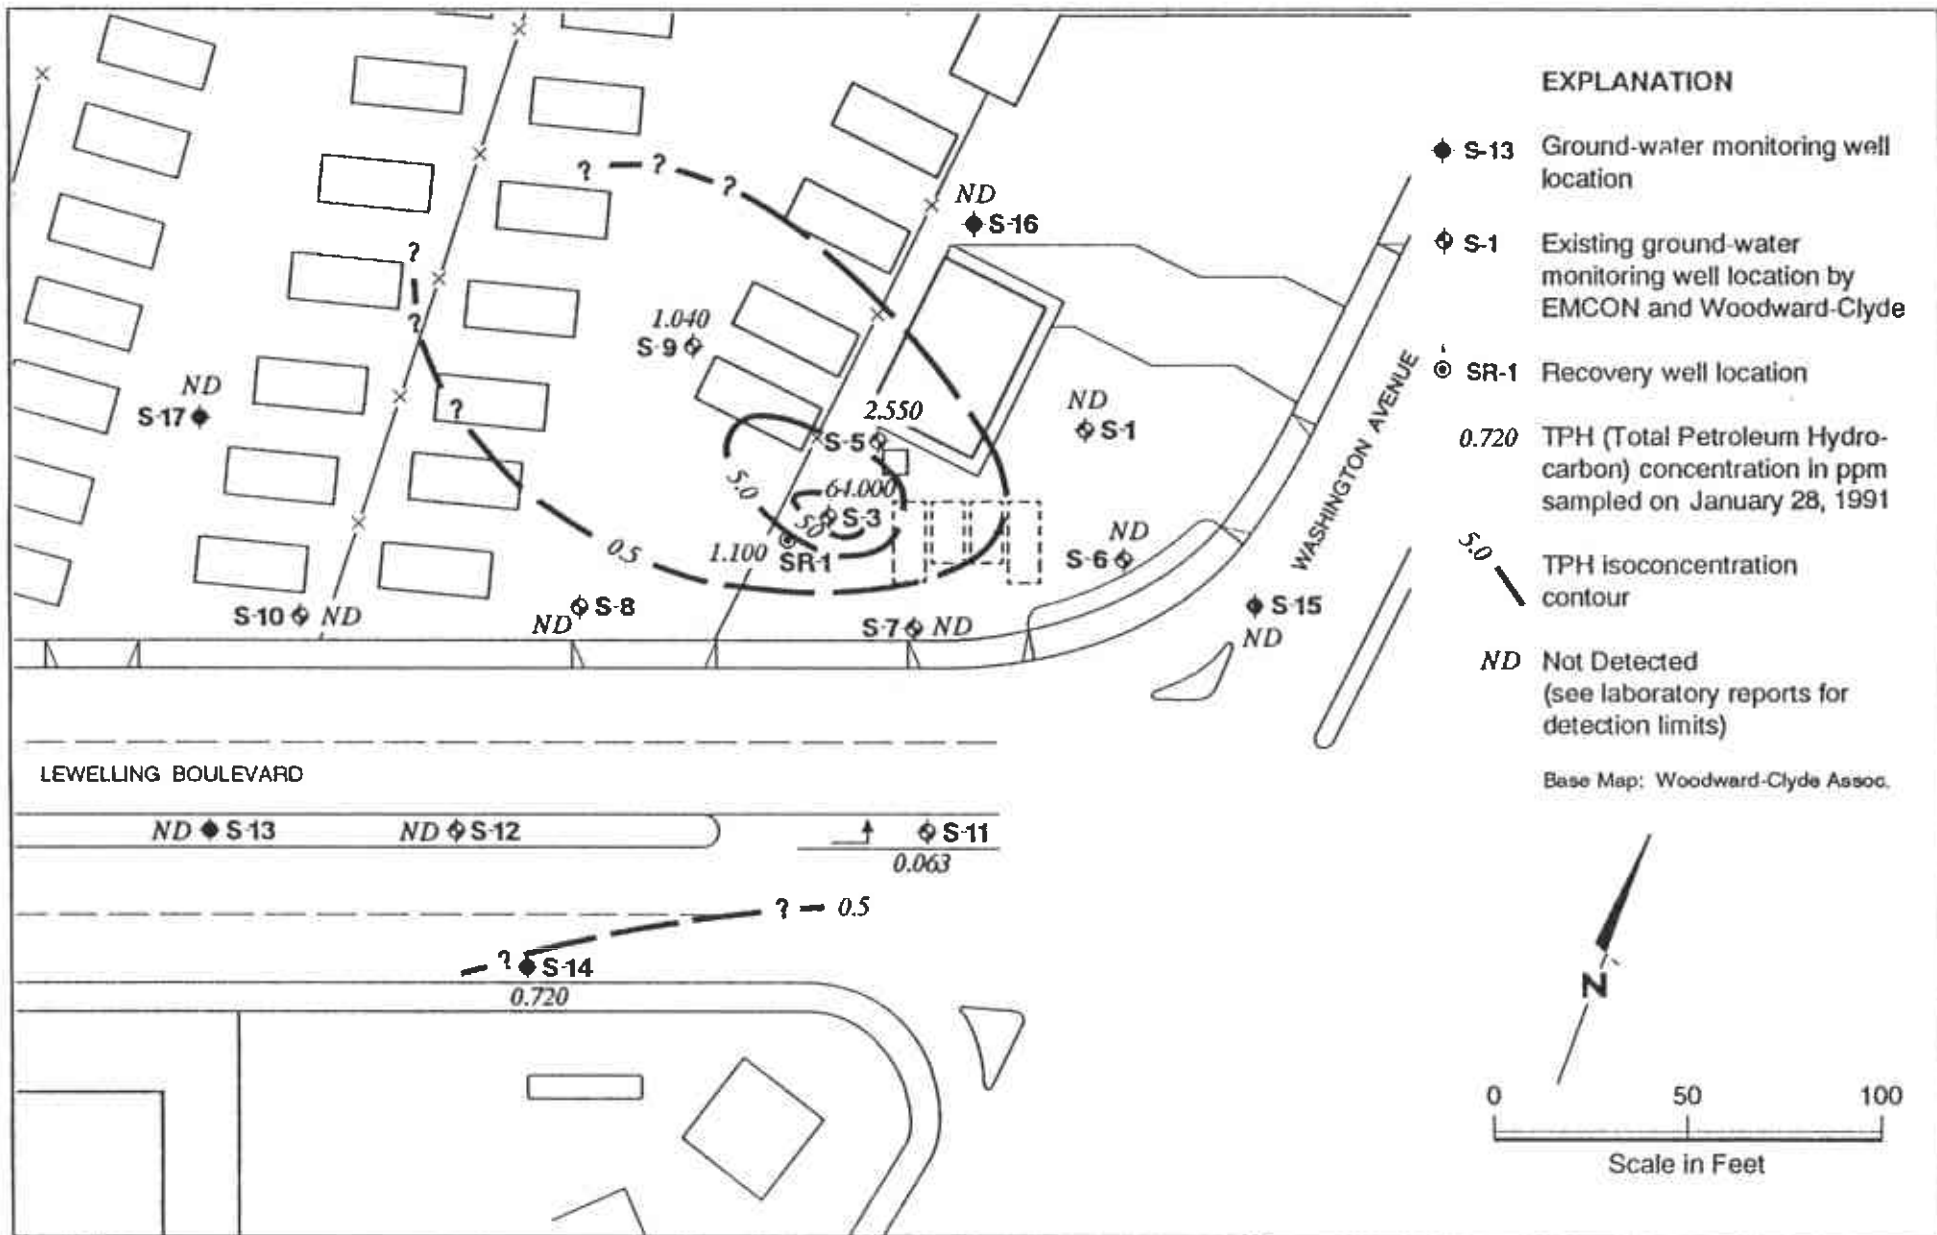 EXPLANATION
S-13 Ground-water monitoring well
location
S-1 Existing ground-water
monitoring well location by
EMCON and Woodward-Clyde
SR-1 Recovery well location
0.720 TPH (Total Petroleum Hydro-
carbon) concentration in ppm
sampled on January 28, 1991
5.0 TPH isoconcentration
contour
ND Not Detected
(see laboratory reports for
detection limits)
Base Map: Woodward-Clyde Assoc.
N
0 50 100
Scale in Feet
? ? ?
ND
S-16
?
?
?
1.040
S-9
ND
S-17
2.550
S-5
ND
S-1
WASHINGTON AVENUE
5.0
64.000
50
S-3
1.100
SR-1
0.5
ND
S-6
S-15
ND
S-10 ND
S-8
ND
S-7 ND
LEWELLING BOULEVARD
ND S-13
ND S-12
S-11
0.063
? 0.5
? S-14
0.720